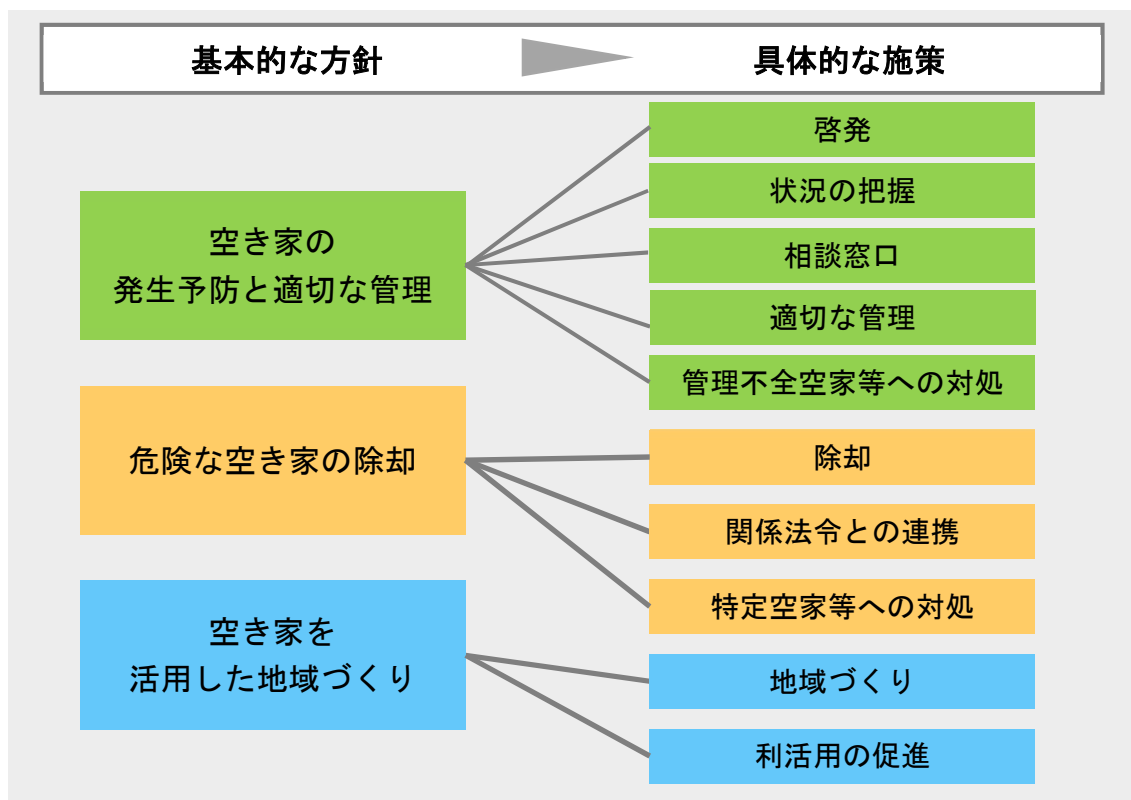 基本的な方針
具体的な施策
空き家の
発生予防と適切な管理
啓発
状況の把握
相談窓口
適切な管理
管理不全空家等への対処
危険な空き家の除却
除却
関係法令との連携
特定空家等への対処
空き家を
活用した地域づくり
地域づくり
利活用の促進